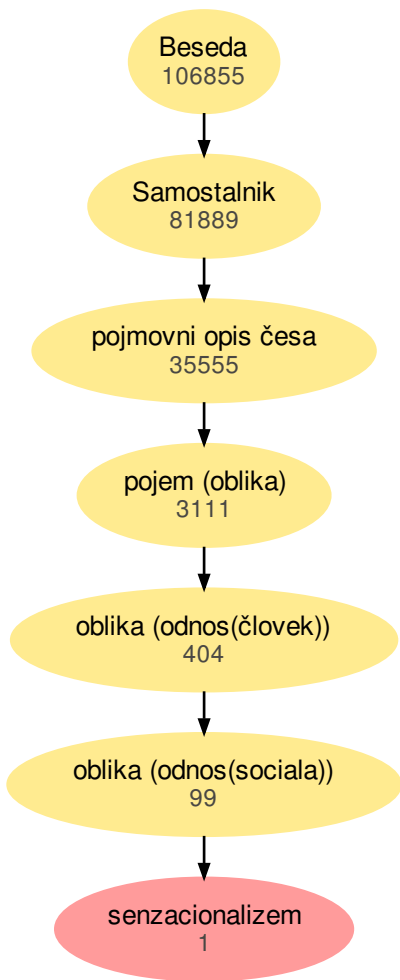 Beseda
106855
Samostalnik
81889
pojmovni opis česa
35555
pojem (oblika)
3111
oblika (odnos(človek))
404
oblika (odnos(sociala))
99
senzacionalizem
1